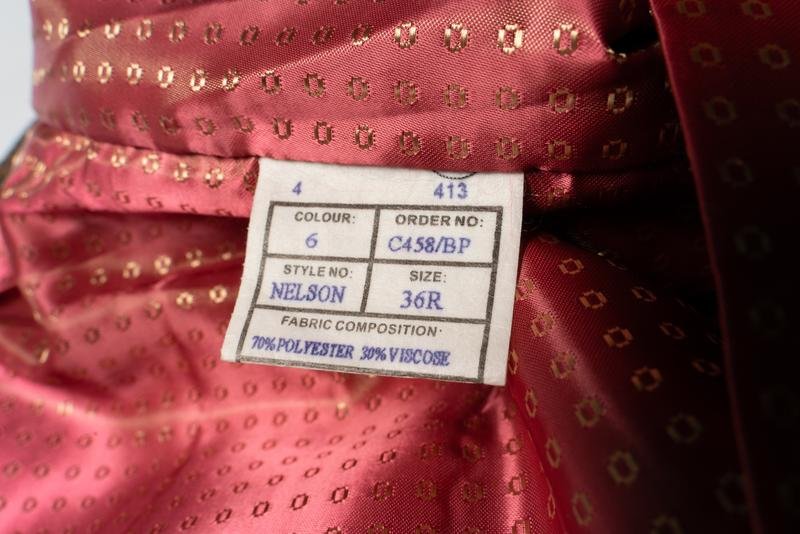 4 413
COLOUR: ORDER NO:
6 C458/BP
STYLE NO: SIZE:
NELSON 36R
FABRIC COMPOSITION:
70% POLYESTER 30% VISCOSE